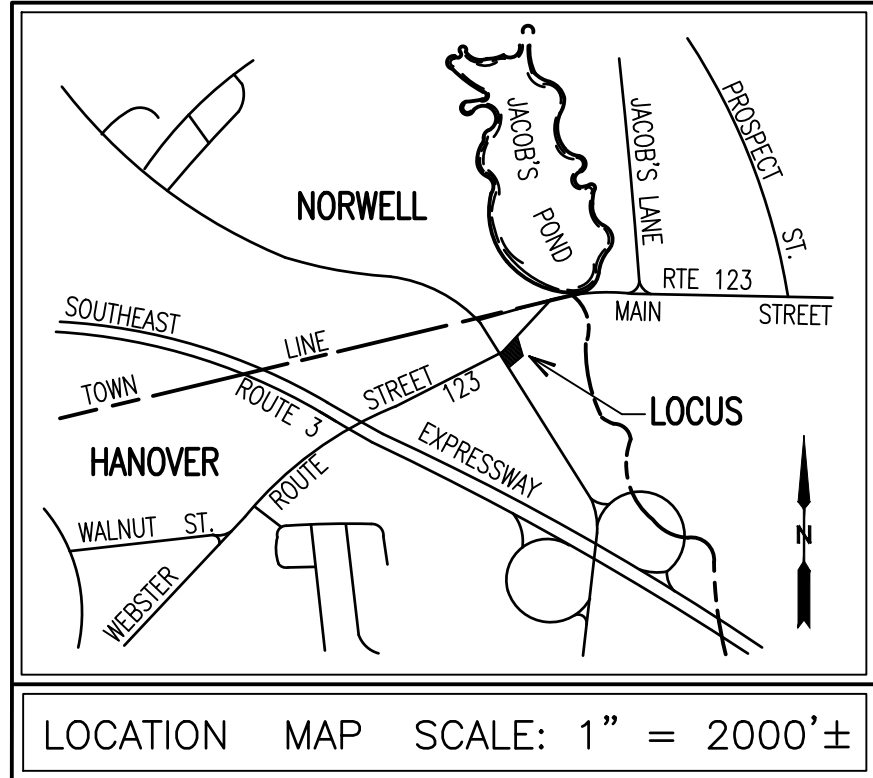 JACOB'S
POND
JACOB'S LANE
PROSPECT
ST.
NORWELL
RTE 123
MAIN
STREET
SOUTHEAST
LINE
TOWN
ROUTE 3
STREET
123
LOCUS
EXPRESSWAY
HANOVER
ROUTE
WALNUT ST.
WEBSTER
N
LOCATION MAP SCALE: 1" = 2000'±